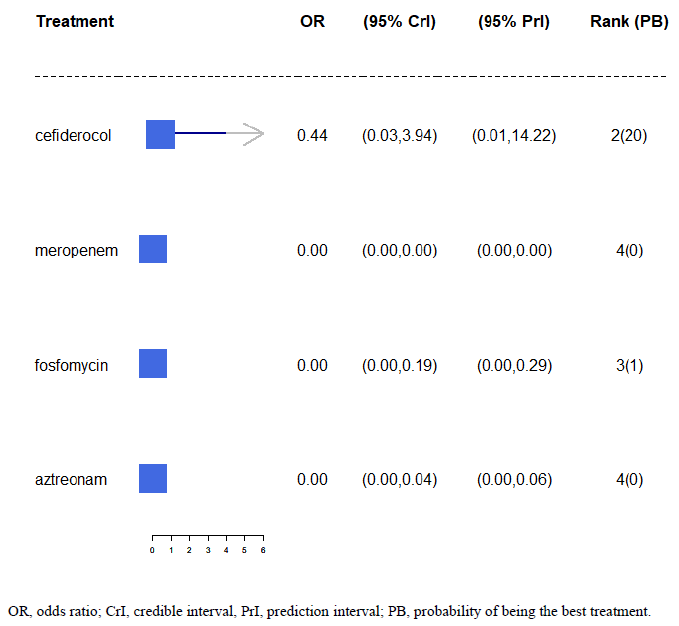 Treatment OR (95% CrI) (95% PrI) Rank (PB)
cefiderocol 0.44 (0.03,3.94) (0.01,14.22) 2(20)
meropenem 0.00 (0.00,0.00) (0.00,0.00) 4(0)
fosfomycin 0.00 (0.00,0.19) (0.00,0.29) 3(1)
aztreonam 0.00 (0.00,0.04) (0.00,0.06) 4(0)
0 1 2 3 4 5 6
OR, odds ratio; CrI, credible interval, PrI, prediction interval; PB, probability of being the best treatment.